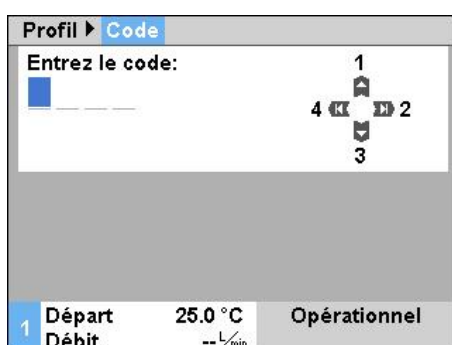 Profil ▶ Code
Entrez le code:
1
4 2
3
1 Départ 25.0 °C Opérationnel
Débit -- L/min